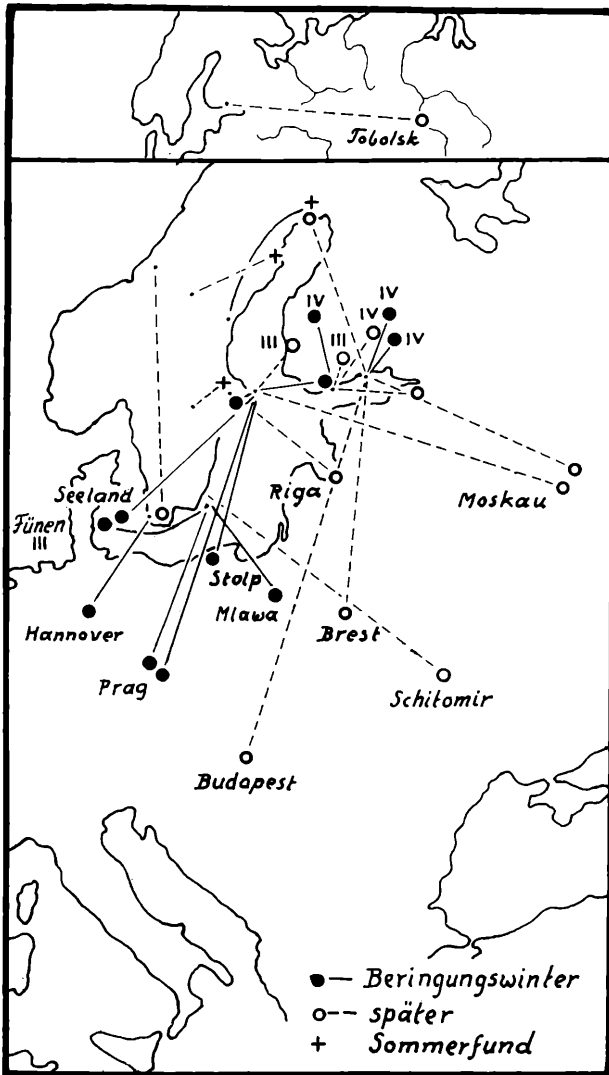 Tobolsk
IV
IV
IV
III
III
Seeland
Fünen
III
Riga
Moskau
Stolp
Mlawa
Hannover
Brest
Prag
Schitomir
Budapest
Beringungswinter
später
Sommerfund